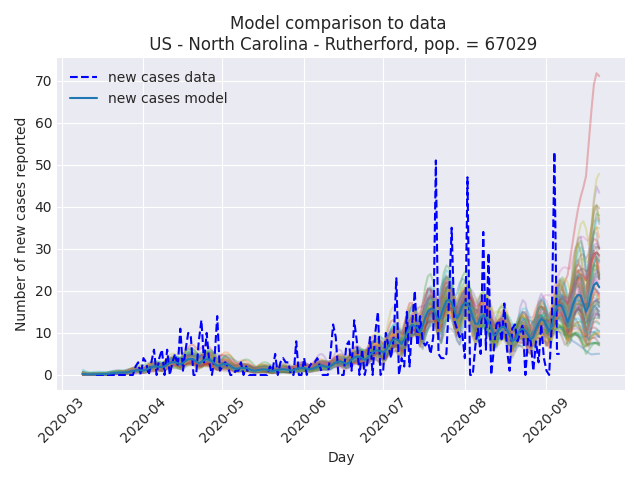 Model comparison to data
US - North Carolina - Rutherford, pop. = 67029
new cases data
new cases model
Number of new cases reported
70
60
50
40
30
20
10
0
2020-03
2020-04
2020-05
2020-06
2020-07
2020-08
2020-09
Day